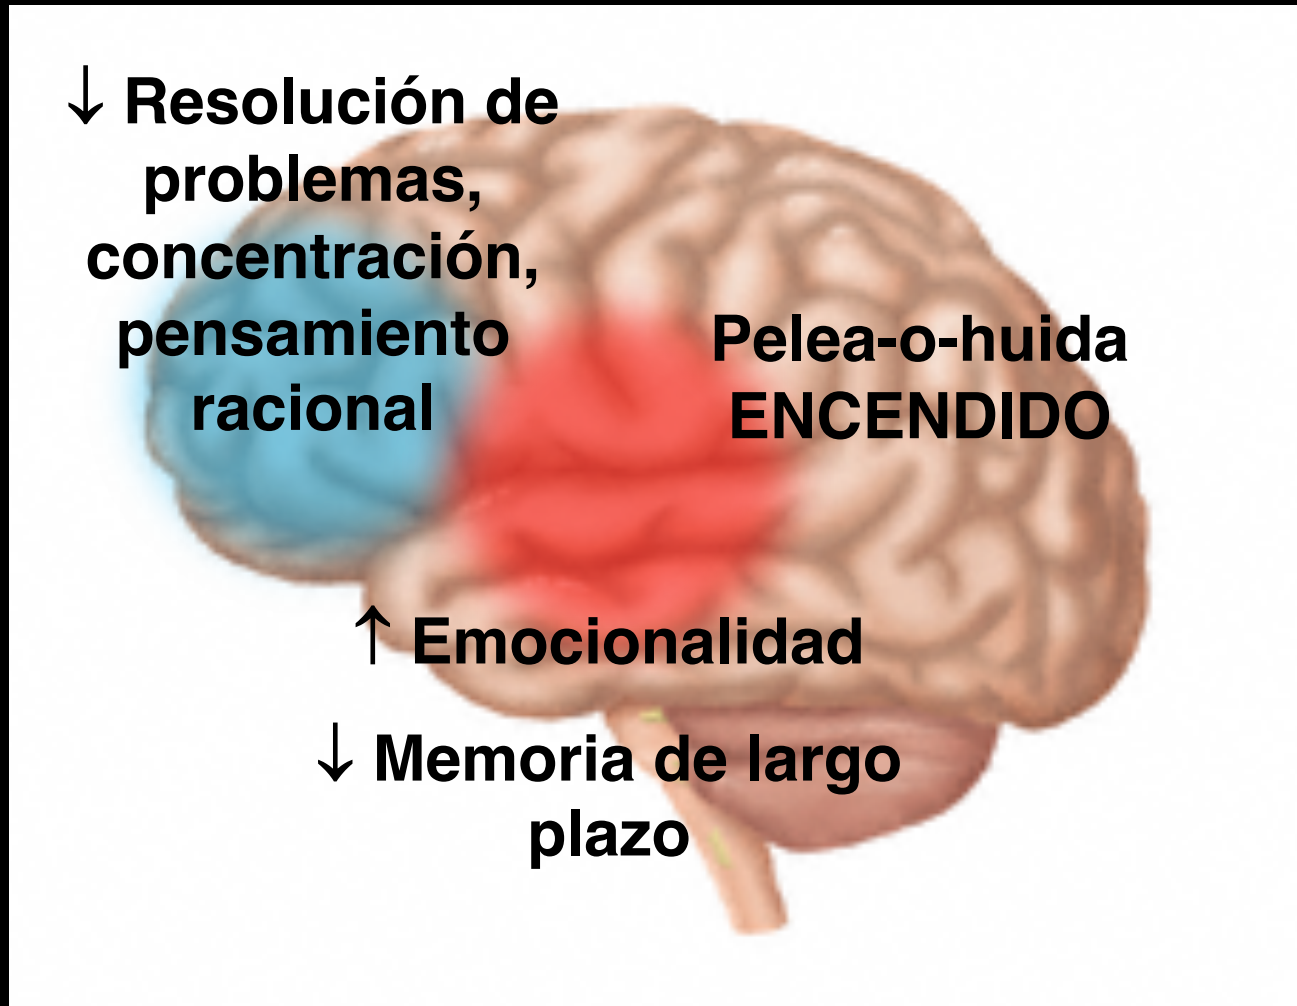 ↓ Resolución de
problemas,
concentración,
pensamiento
racional
Pelea-o-huida
ENCENDIDO
↑ Emocionalidad
↓ Memoria de largo
plazo